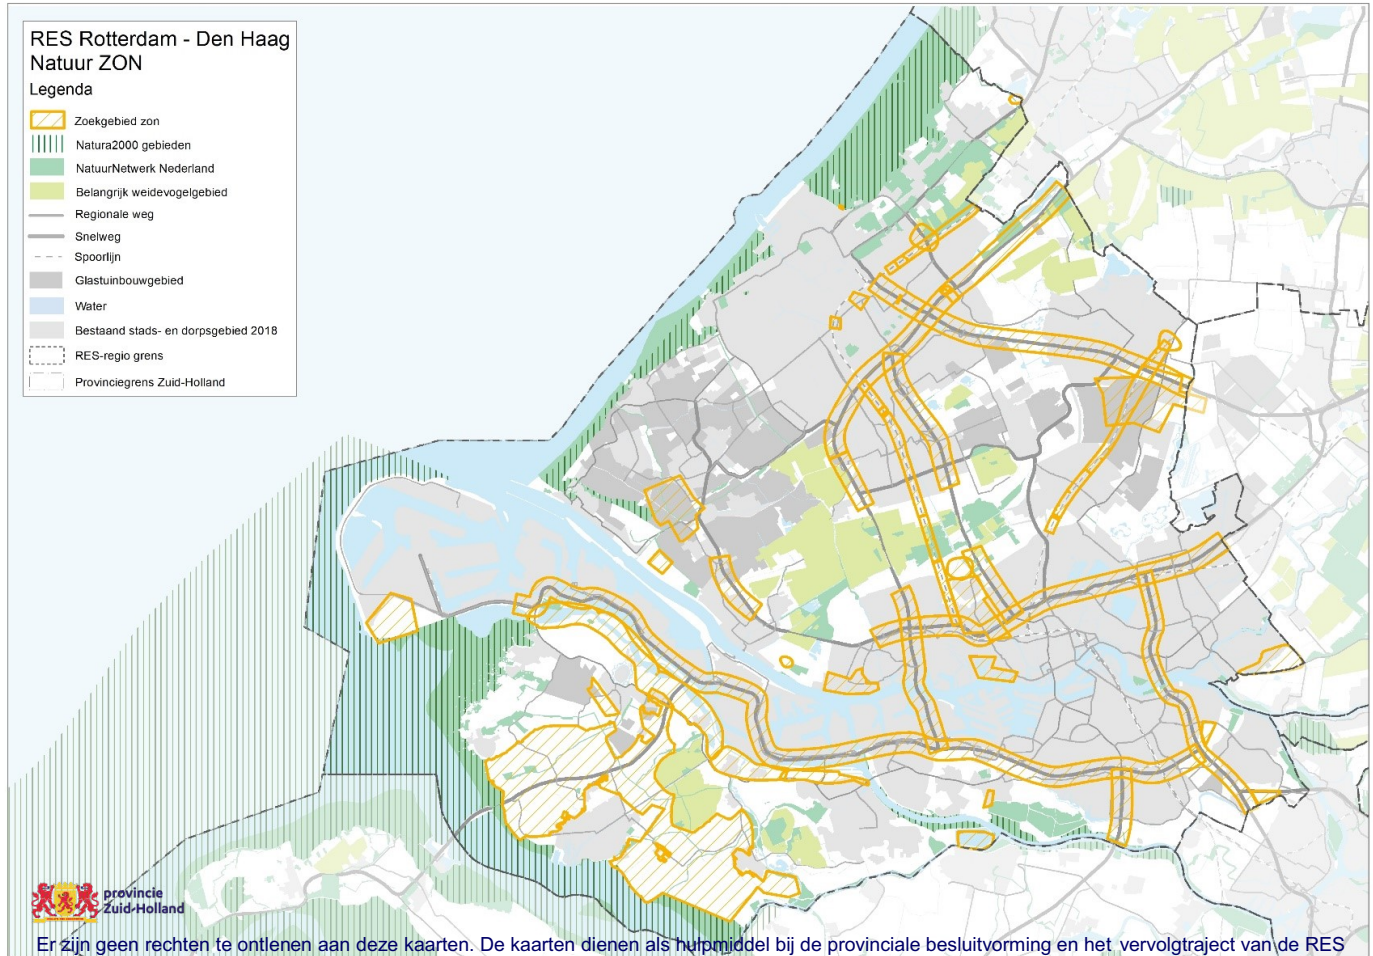 RES Rotterdam - Den Haag
Natuur ZON
Legenda
Zoekgebied zon
Natura2000 gebieden
NatuurNetwerk Nederland
Belangrijk weidevogelgebied
Regionale weg
Snelweg
Spoorlijn
Glastuinbouwgebied
Water
Bestaand stads- en dorpsgebied 2018
RES-regio grens
Provinciegrens Zuid-Holland
provincie
Zuid-Holland
Er zijn geen rechten te ontlenen aan deze kaarten. De kaarten dienen als hulpmiddel bij de provinciale besluitvorming en het vervolgtraject van de RES